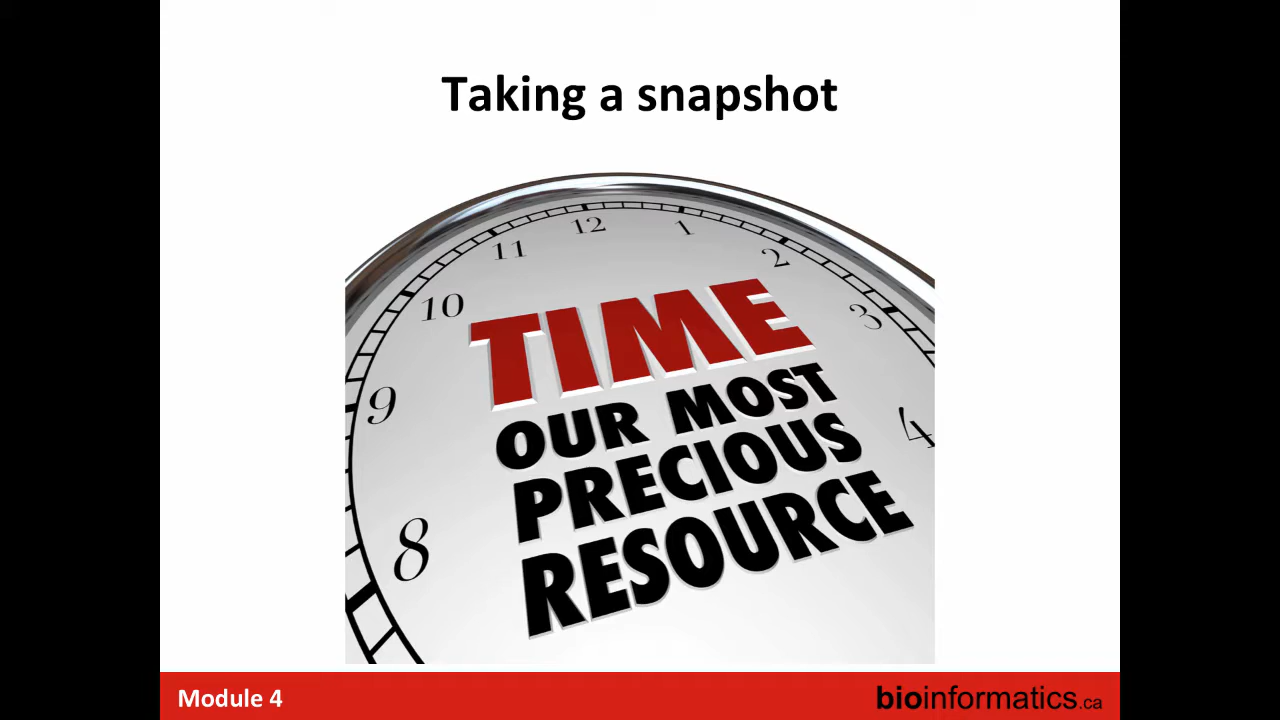 Taking a snapshot
12
1
11
2
10
3
9
4
8
TIME
OUR MOST
PRECIOUS
RESOURCE
Module 4
bioinformatics.ca